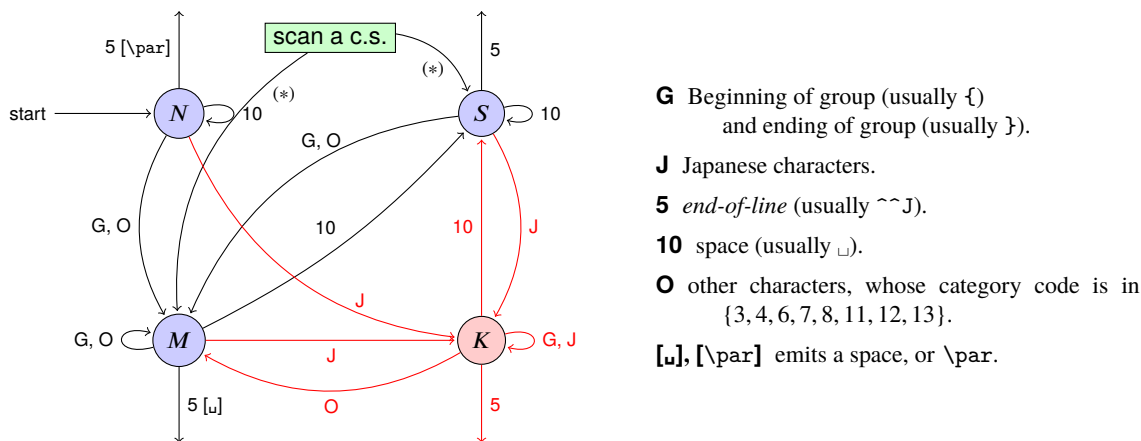 scan a c.s.
5 [\par]
5
(*)
(*)
start
N
10
S
10
G, O
G, O
10
10
J
J
G, O
M
J
K
G, J
O
5 [␣]
5
G Beginning of group (usually {)
and ending of group (usually }).
J Japanese characters.
5 end-of-line (usually ^^J).
10 space (usually ␣).
O other characters, whose category code is in
{3, 4, 6, 7, 8, 11, 12, 13}.
[␣], [\par] emits a space, or \par.